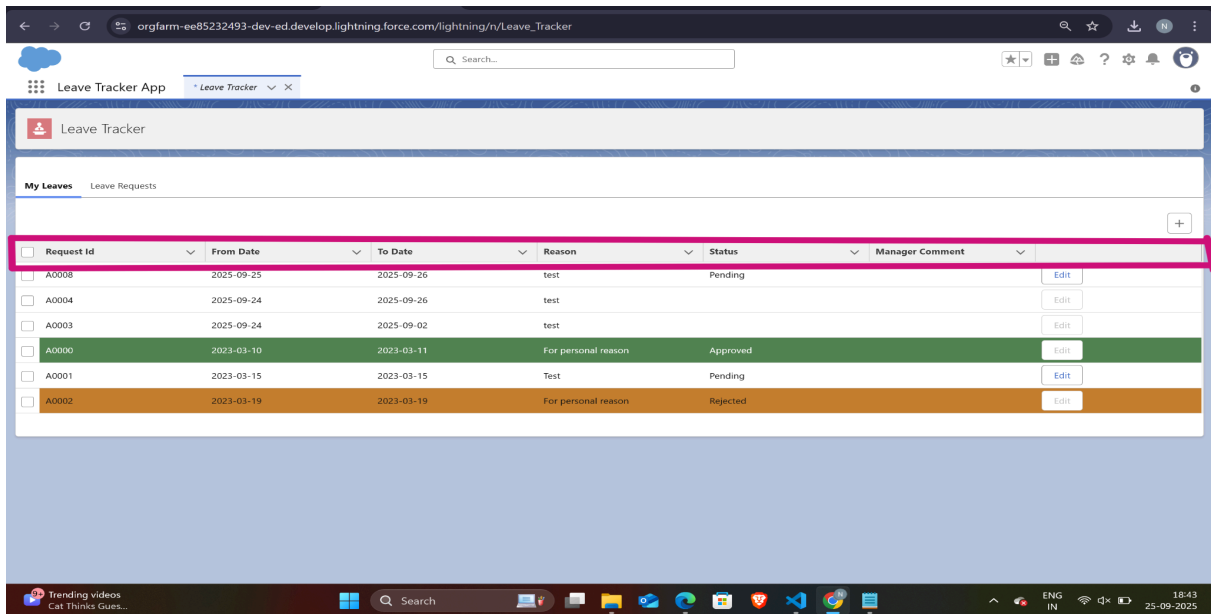 orgfarm-ee85232493-dev-ed.develop.lightning.force.com/lightning/n/Leave_Tracker N
Search...
Leave Tracker App * Leave Tracker
Leave Tracker
My Leaves Leave Requests
+
Request Id From Date To Date Reason Status Manager Comment
A0008 2025-09-25 2025-09-26 test Pending Edit
A0004 2025-09-24 2025-09-26 test Edit
A0003 2025-09-24 2025-09-02 test Edit
A0000 2023-03-10 2023-03-11 For personal reason Approved Edit
A0001 2023-03-15 2023-03-15 Test Pending Edit
A0002 2023-03-19 2023-03-19 For personal reason Rejected Edit
9+ Trending videos Search ENG 18:43
Cat Thinks Gues... IN 25-09-2025